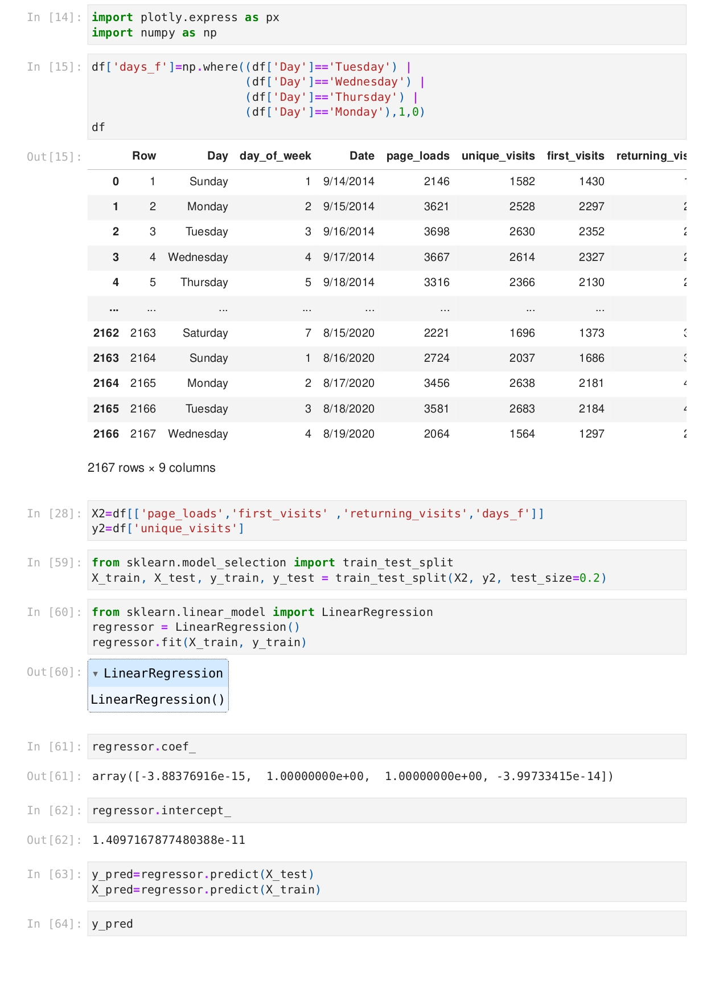 In [14]: import plotly.express as px
import numpy as np
In [15]: df['days_f']=np.where((df['Day']=='Tuesday') |
(df['Day']=='Wednesday') |
(df['Day']=='Thursday') |
(df['Day']=='Monday'),1,0)
df
Out[15]: Row Day day_of_week Date page_loads unique_visits first_visits returning_vis
0 1 Sunday 1 9/14/2014 2146 1582 1430
1 2 Monday 2 9/15/2014 3621 2528 2297
2 3 Tuesday 3 9/16/2014 3698 2630 2352
3 4 Wednesday 4 9/17/2014 3667 2614 2327
4 5 Thursday 5 9/18/2014 3316 2366 2130
... ... ... ... ... ... ... ...
2162 2163 Saturday 7 8/15/2020 2221 1696 1373
2163 2164 Sunday 1 8/16/2020 2724 2037 1686
2164 2165 Monday 2 8/17/2020 3456 2638 2181
2165 2166 Tuesday 3 8/18/2020 3581 2683 2184
2166 2167 Wednesday 4 8/19/2020 2064 1564 1297
2167 rows × 9 columns
In [28]: X2=df[['page_loads','first_visits' ,'returning_visits','days_f']]
y2=df['unique_visits']
In [59]: from sklearn.model_selection import train_test_split
X_train, X_test, y_train, y_test = train_test_split(X2, y2, test_size=0.2)
In [60]: from sklearn.linear_model import LinearRegression
regressor = LinearRegression()
regressor.fit(X_train, y_train)
Out[60]: ▾ LinearRegression
LinearRegression()
In [61]: regressor.coef_
Out[61]: array([-3.88376916e-15,  1.00000000e+00,  1.00000000e+00, -3.99733415e-14])
In [62]: regressor.intercept_
Out[62]: 1.4097167877480388e-11
In [63]: y_pred=regressor.predict(X_test)
X_pred=regressor.predict(X_train)
In [64]: y_pred